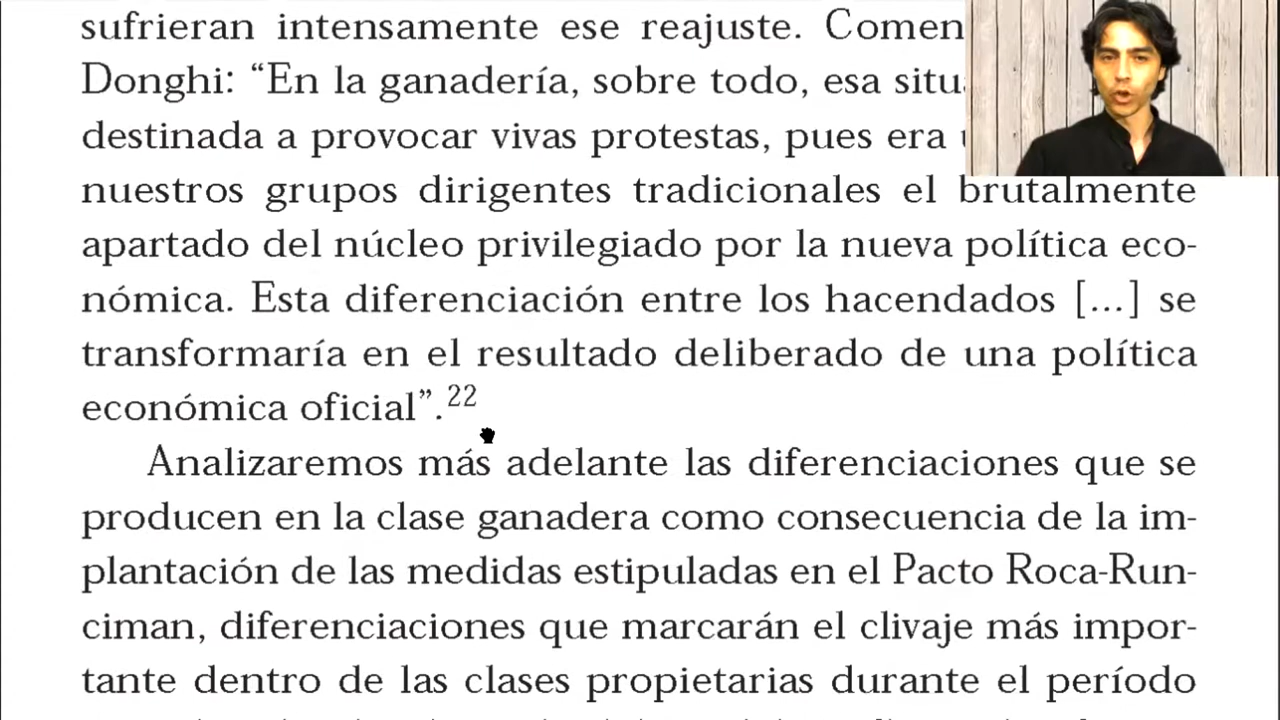 sufrieran intensamente ese reajuste. Comen
Donghi: “En la ganadería, sobre todo, esa situa
destinada a provocar vivas protestas, pues era
nuestros grupos dirigentes tradicionales el brutalmente
apartado del núcleo privilegiado por la nueva política eco-
nómica. Esta diferenciación entre los hacendados [...] se
transformaría en el resultado deliberado de una política
económica oficial”.22
Analizaremos más adelante las diferenciaciones que se
producen en la clase ganadera como consecuencia de la im-
plantación de las medidas estipuladas en el Pacto Roca-Run-
ciman, diferenciaciones que marcarán el clivaje más impor-
tante dentro de las clases propietarias durante el período